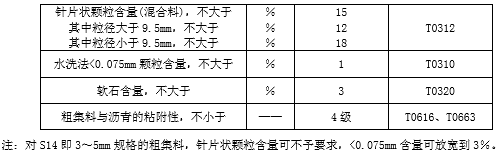 针片状颗粒含量(混合料)，不大于 % 15
其中粒径大于 9.5mm，不大于 % 12 T0312
其中粒径小于 9.5mm，不大于 % 18
水洗法<0.075mm 颗粒含量，不大于 % 1 T0310
软石含量，不大于 % 3 T0320
粗集料与沥青的粘附性，不小于 —— 4 级 T0616、T0663
注：对 S14 即 3～5mm 规格的粗集料，针片状颗粒含量可不予要求，<0.075mm 含量可放宽到 3%。